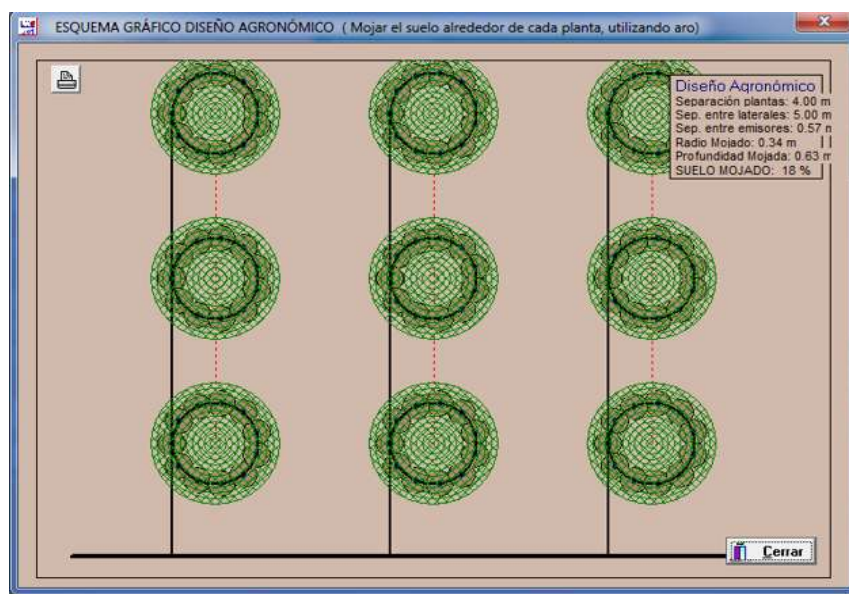 ESQUEMA GRÁFICO DISEÑO AGRONÓMICO ( Mojar el suelo alrededor de cada planta, utilizando aro)
Diseño Agronómico
Separación plantas: 4.00 m
Sep. entre laterales: 5.00 m
Sep. entre emisores: 0.57 m
Radio Mojado: 0.34 m
Profundidad Mojada: 0.63 m
SUELO MOJADO: 18 %
Cerrar